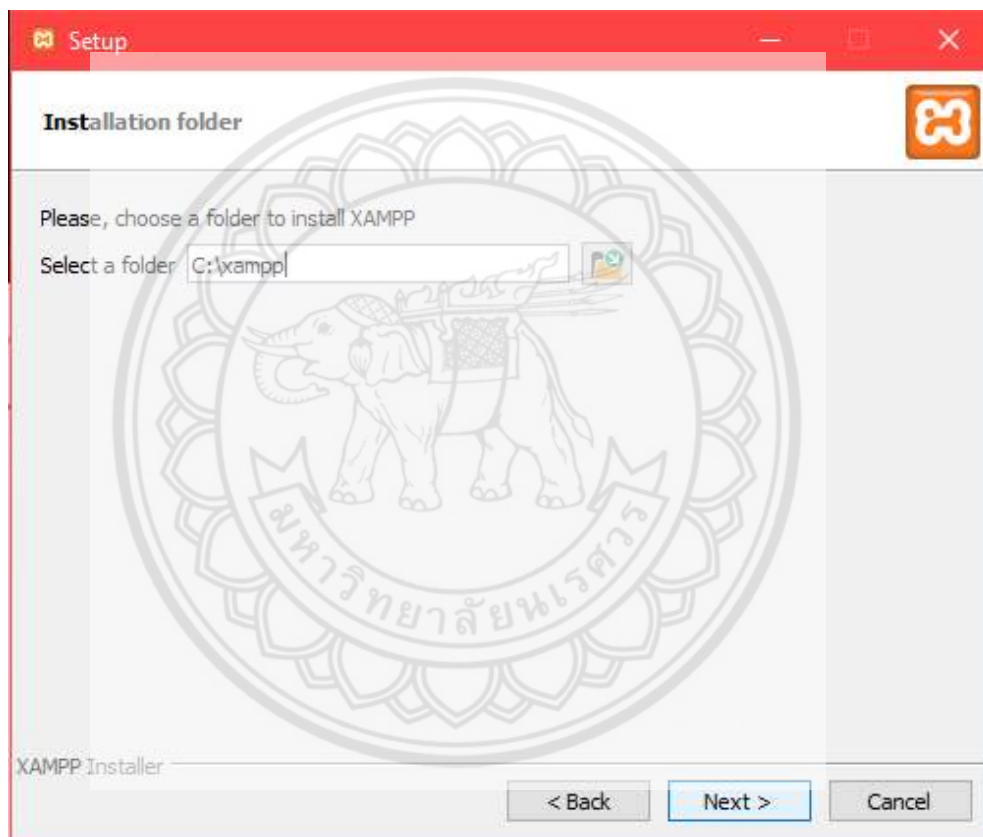 Setup
Installation folder
Please, choose a folder to install XAMPP
Select a folder C:\xampp
มหาวิทยาลัยนเรศวร
XAMPP Installer
< Back Next > Cancel